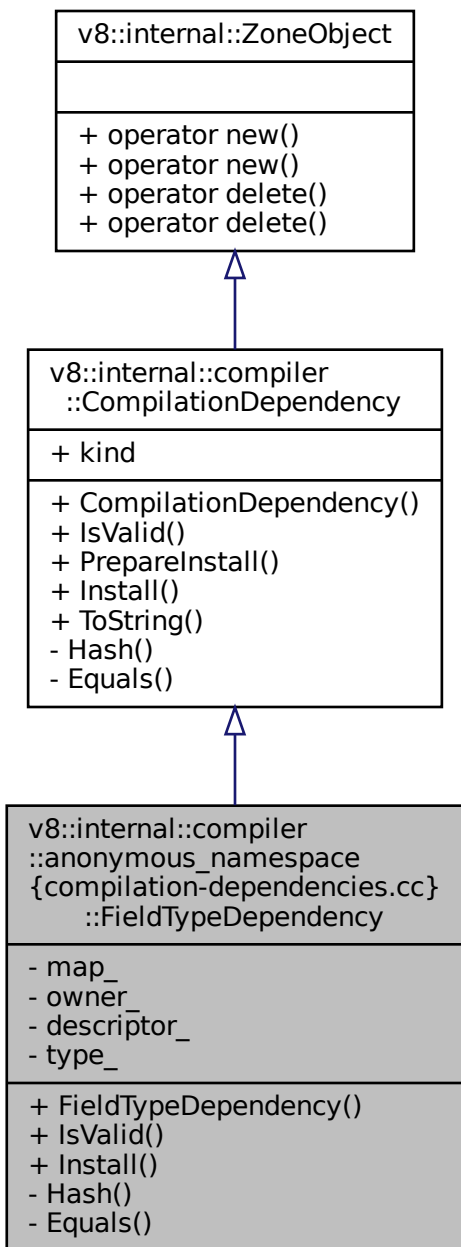 v8::internal::ZoneObject
+ operator new()
+ operator new()
+ operator delete()
+ operator delete()
v8::internal::compiler
::CompilationDependency
+ kind
+ CompilationDependency()
+ IsValid()
+ PrepareInstall()
+ Install()
+ ToString()
- Hash()
- Equals()
v8::internal::compiler
::anonymous_namespace
{compilation-dependencies.cc}
::FieldTypeDependency
- map_
- owner_
- descriptor_
- type_
+ FieldTypeDependency()
+ IsValid()
+ Install()
- Hash()
- Equals()